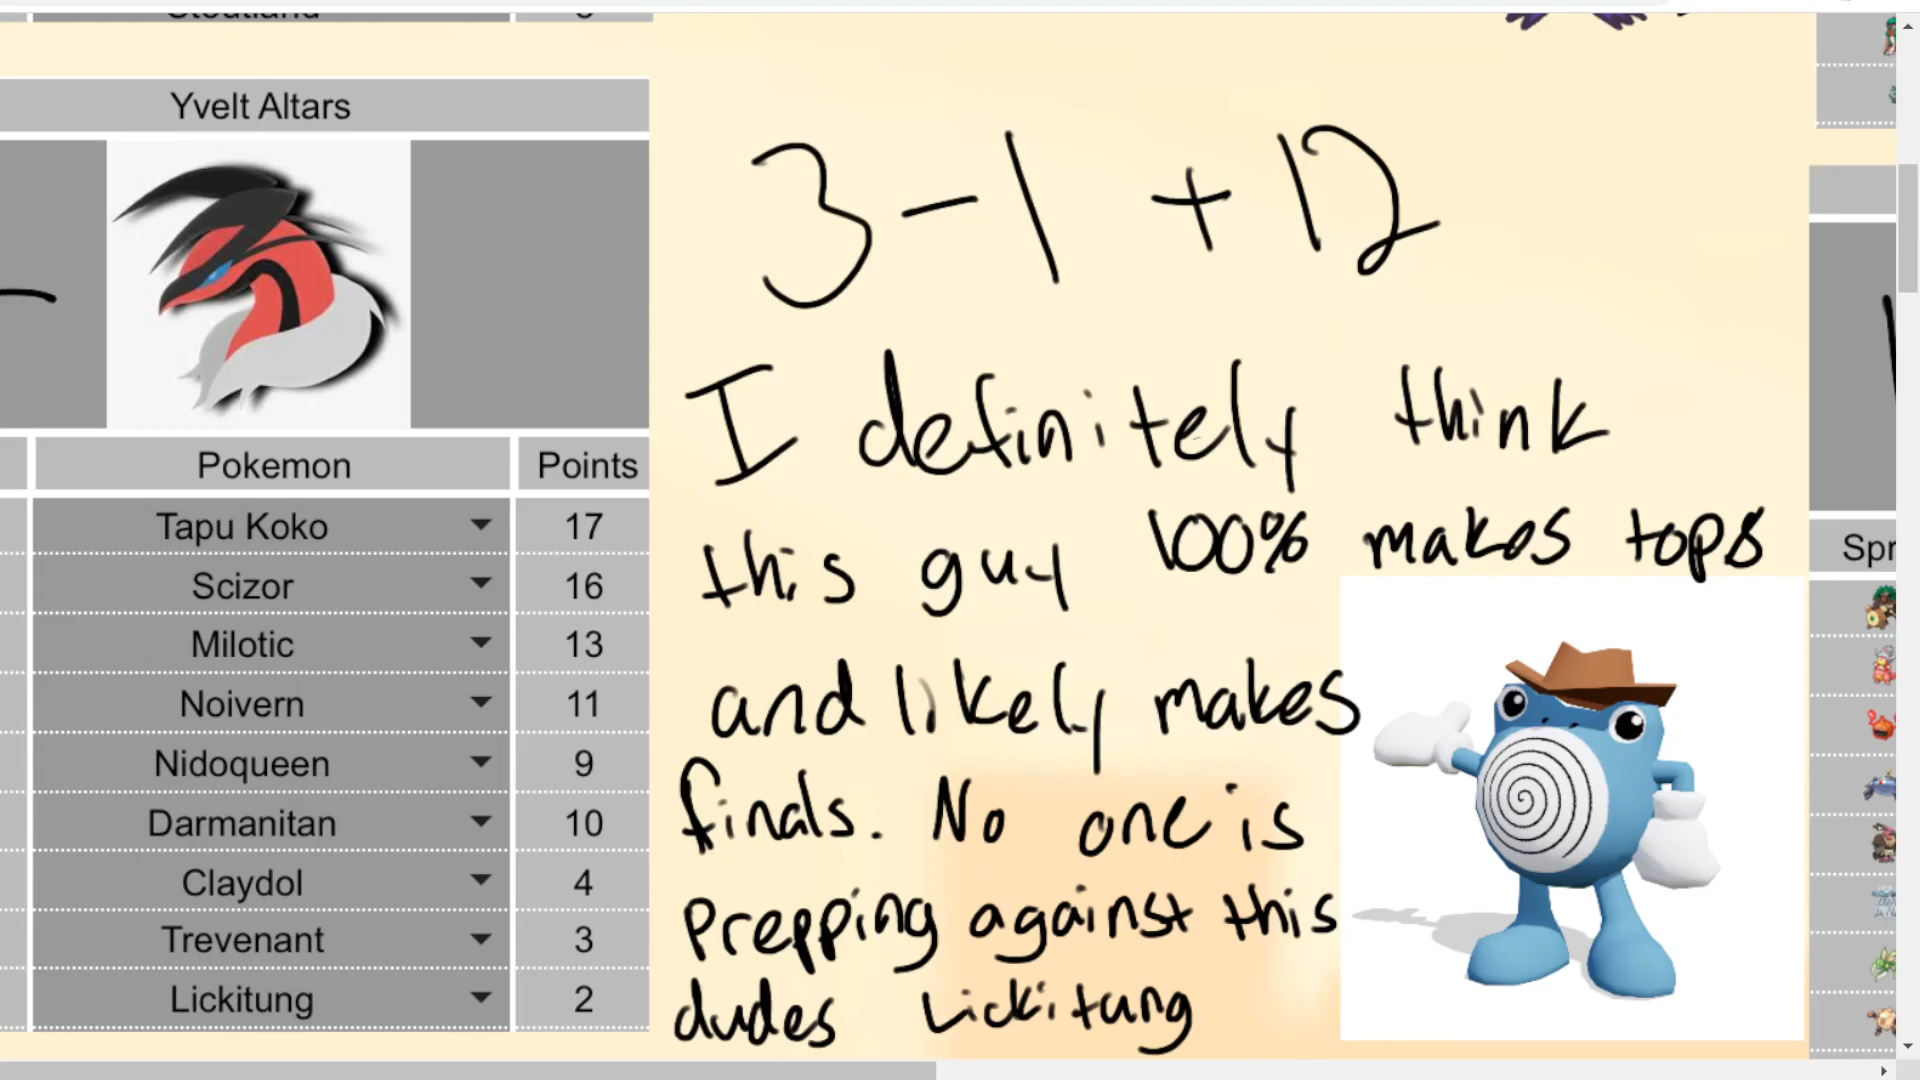 Yvelt Altars
Pokemon Points
Tapu Koko 17
Scizor 16
Milotic 13
Noivern 11
Nidoqueen 9
Darmanitan 10
Claydol 4
Trevenant 3
Lickitung 2
3-1 +12
I definitely think
this guy 100% makes tops
and likely makes
finals. No one is
prepping against this
dudes Lickitung
Spr